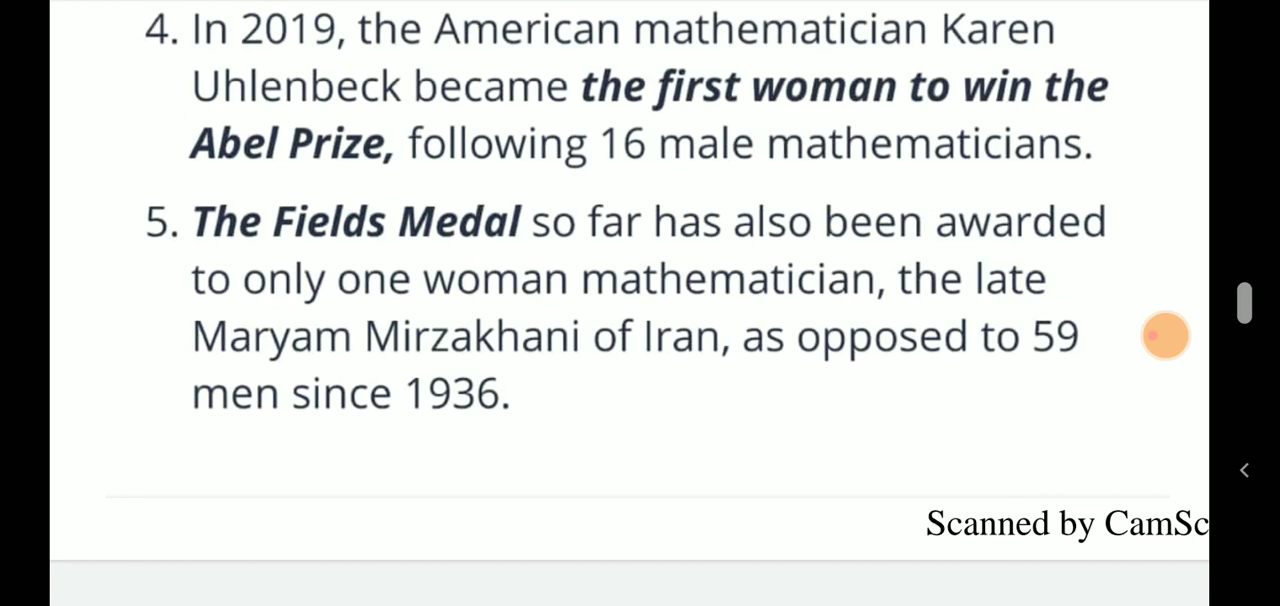 4. In 2019, the American mathematician Karen
Uhlenbeck became the first woman to win the
Abel Prize, following 16 male mathematicians.
5. The Fields Medal so far has also been awarded
to only one woman mathematician, the late
Maryam Mirzakhani of Iran, as opposed to 59
men since 1936.
Scanned by CamSc